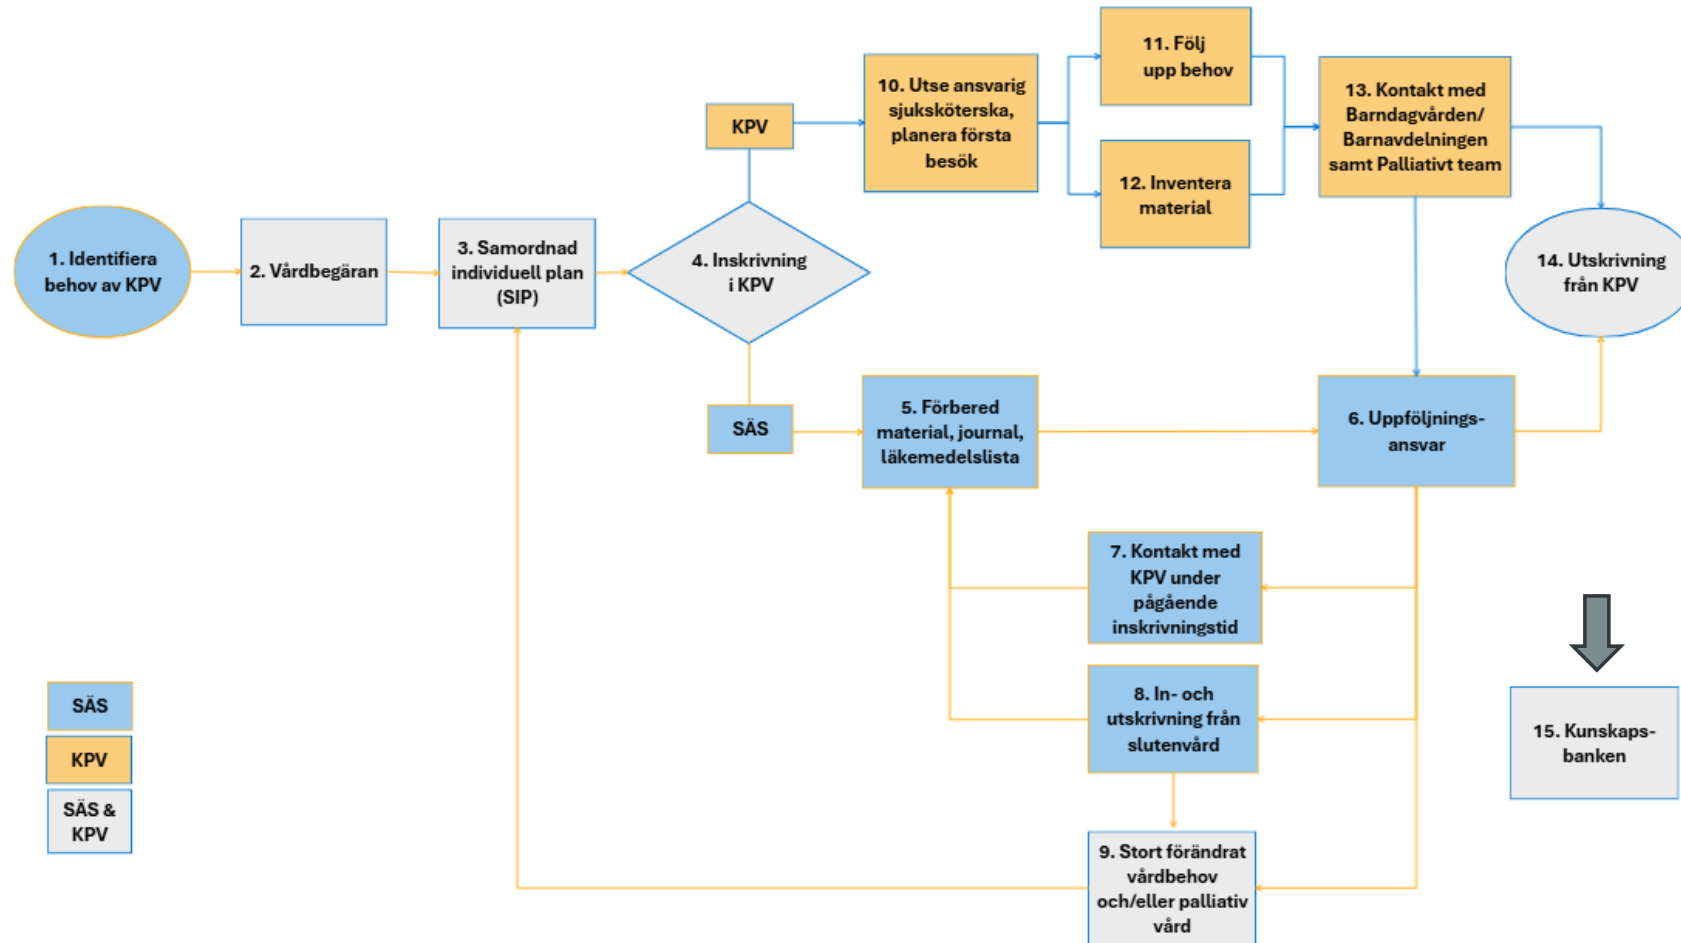 1. Identifiera
behov av KPV
2. Vårdbegäran
3. Samordnad
individuell plan
(SIP)
4. Inskrivning
i KPV
KPV
10. Utse ansvarig
sjuksköterska,
planera första
besök
11. Följ
upp behov
12. Inventera
material
13. Kontakt med
Barndagvården/
Barnavdelningen
samt Palliativt team
14. Utskrivning
från KPV
SÄS
5. Förbered
material, journal,
läkemedelslista
6. Uppföljnings-
ansvar
7. Kontakt med
KPV under
pågående
inskrivningstid
8. In- och
utskrivning från
slutenvård
9. Stort förändrat
vårdbehov
och/eller palliativ
vård
15. Kunskaps-
banken
SÄS
KPV
SÄS &
KPV